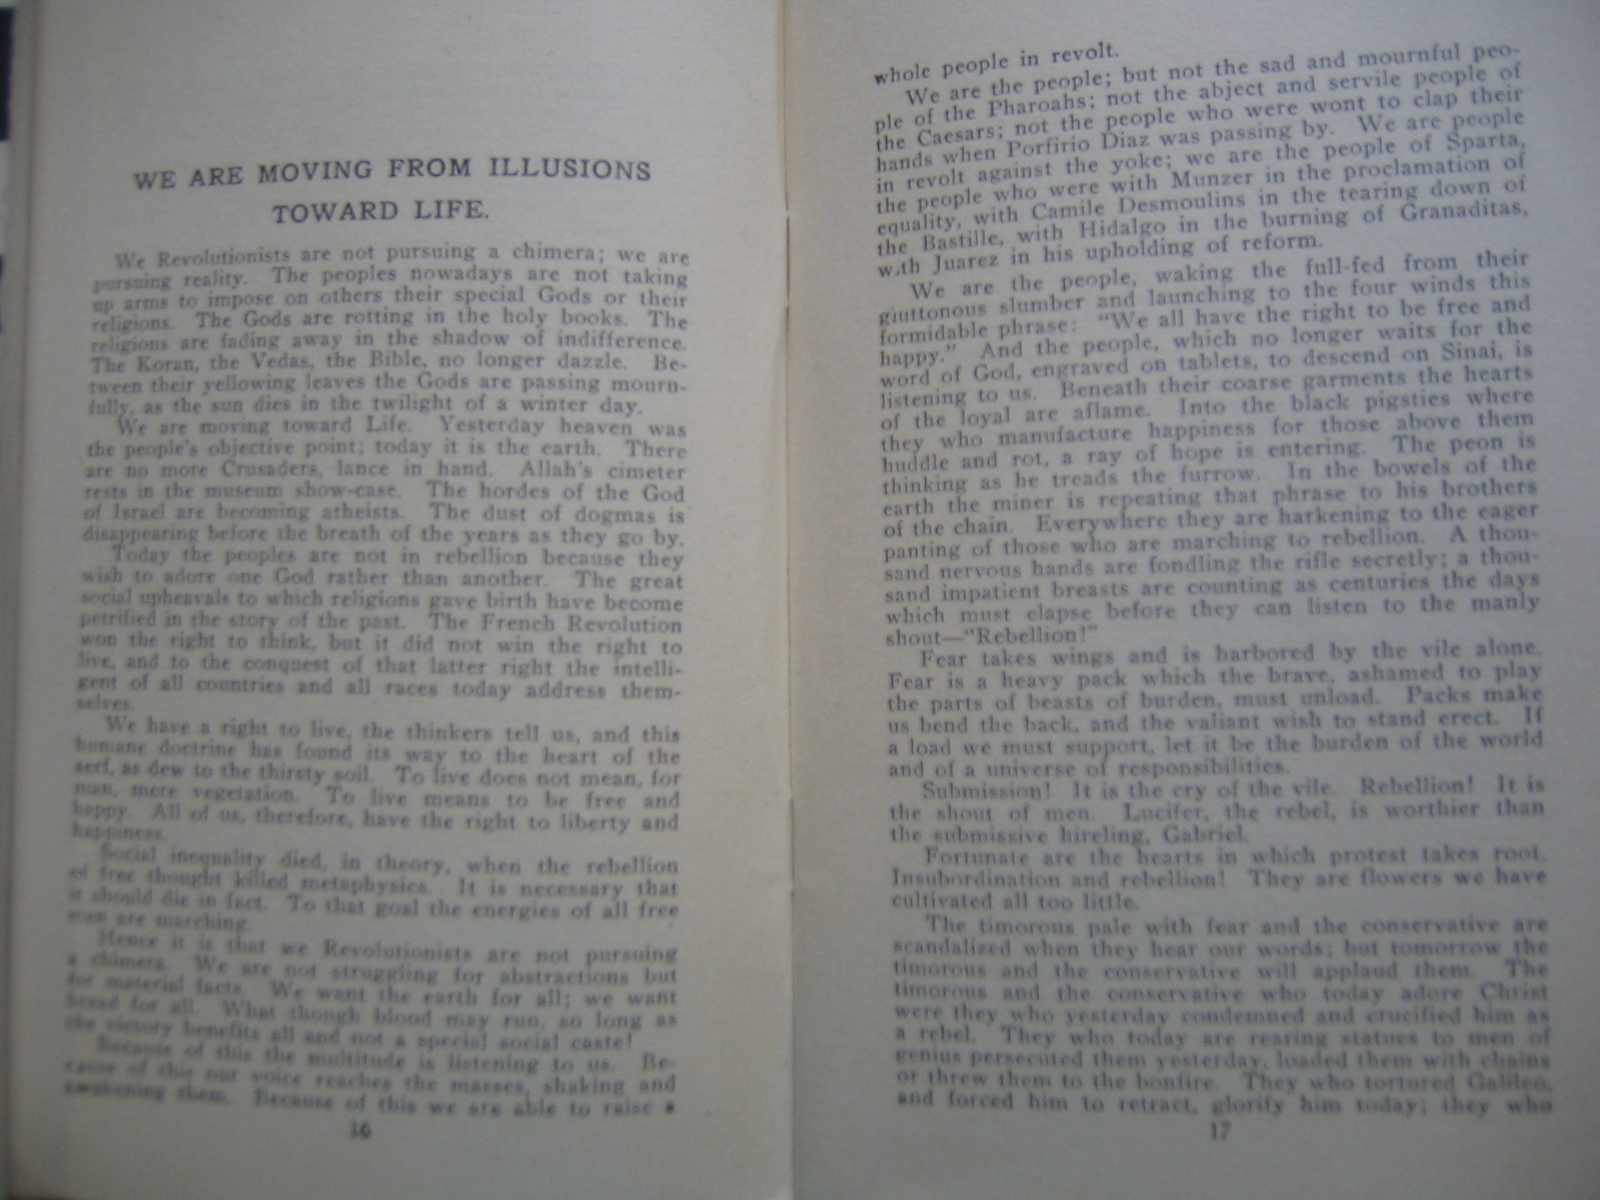 WE ARE MOVING FROM ILLUSIONS
TOWARD LIFE.
We Revolutionists are not pursuing a chimera; we are
pursuing reality. The peoples nowadays are not taking
up arms to impose on others their special Gods or their
religions. The Gods are rotting in the holy books. The
religions are fading away in the shadow of indifference.
The Koran, the Vedas, the Bible, no longer dazzle. Be-
tween their yellowing leaves the Gods are passing mourn-
fully, as the sun dies in the twilight of a winter day.
We are moving toward Life. Yesterday heaven was
the people's objective point; today it is the earth. There
are no more Crusaders, lance in hand. Allah's cimeter
rests in the museum show-case. The hordes of the God
of Israel are becoming atheists. The dust of dogmas is
disappearing before the breath of the years as they go by.
Today the peoples are not in rebellion because they
wish to adore one God rather than another. The great
social upheavals to which religions gave birth have become
petrified in the story of the past. The French Revolution
won the right to think, but it did not win the right to
live, and to the conquest of that latter right the intelli-
gent of all countries and all races today address them-
selves.
We have a right to live, the thinkers tell us, and this
humane doctrine has found its way to the heart of the
serf, as dew to the thirsty soil. To live does not mean, for
man, mere vegetation. To live means to be free and
happy. All of us, therefore, have the right to liberty and
happiness.
Social inequality died, in theory, when the rebellion
of free thought killed metaphysics. It is necessary that
it should die in fact. To that goal the energies of all free
men are marching.
Hence it is that we Revolutionists are not pursuing
a chimera. We are not struggling for abstractions but
for material facts. We want the earth for all; we want
bread for all. What though blood may run, so long as
the victory benefits all and not a special social caste!
Because of this the multitude is listening to us. Be-
cause of this our voice reaches the masses, shaking and
awakening them. Because of this we are able to raise a
16
whole people in revolt.
We are the people; but not the sad and mournful peo-
ple of the Pharoahs; not the abject and servile people of
the Caesars; not the people who were wont to clap their
hands when Porfirio Diaz was passing by. We are people
in revolt against the yoke; we are the people of Sparta,
the people who were with Munzer in the proclamation of
equality, with Camile Desmoulins in the tearing down of
the Bastille, with Hidalgo in the burning of Granaditas,
with Juarez in his upholding of reform.
We are the people, waking the full-fed from their
giuttonous slumber and launching to the four winds this
formidable phrase: "We all have the right to be free and
happy." And the people, which no longer waits for the
word of God, engraved on tablets, to descend on Sinai, is
listening to us. Beneath their coarse garments the hearts
of the loyal are aflame. Into the black pigsties where
they who manufacture happiness for those above them
huddle and rot, a ray of hope is entering. The peon is
thinking as he treads the furrow. In the bowels of the
earth the miner is repeating that phrase to his brothers
of the chain. Everywhere they are harkening to the eager
panting of those who are marching to rebellion. A thou-
sand nervous hands are fondling the rifle secretly; a thou-
sand impatient breasts are counting as centuries the days
which must elapse before they can listen to the manly
shout—"Rebellion!"
Fear takes wings and is harbored by the vile alone.
Fear is a heavy pack which the brave, ashamed to play
the parts of beasts of burden, must unload. Packs make
us bend the back, and the valiant wish to stand erect. If
a load we must support, let it be the burden of the world
and of a universe of responsibilities.
Submission! It is the cry of the vile. Rebellion! It is
the shout of men. Lucifer, the rebel, is worthier than
the submissive hireling, Gabriel.
Fortunate are the hearts in which protest takes root.
Insubordination and rebellion! They are flowers we have
cultivated all too little.
The timorous pale with fear and the conservative are
scandalized when they hear our words; but tomorrow the
timorous and the conservative will applaud them. The
timorous and the conservative who today adore Christ
were they who yesterday condemned and crucified him as
a rebel. They who today are rearing statues to men of
genius persecuted them yesterday, loaded them with chains
or threw them to the bonfire. They who tortured Galileo,
and forced him to retract, glorify him today; they who
17